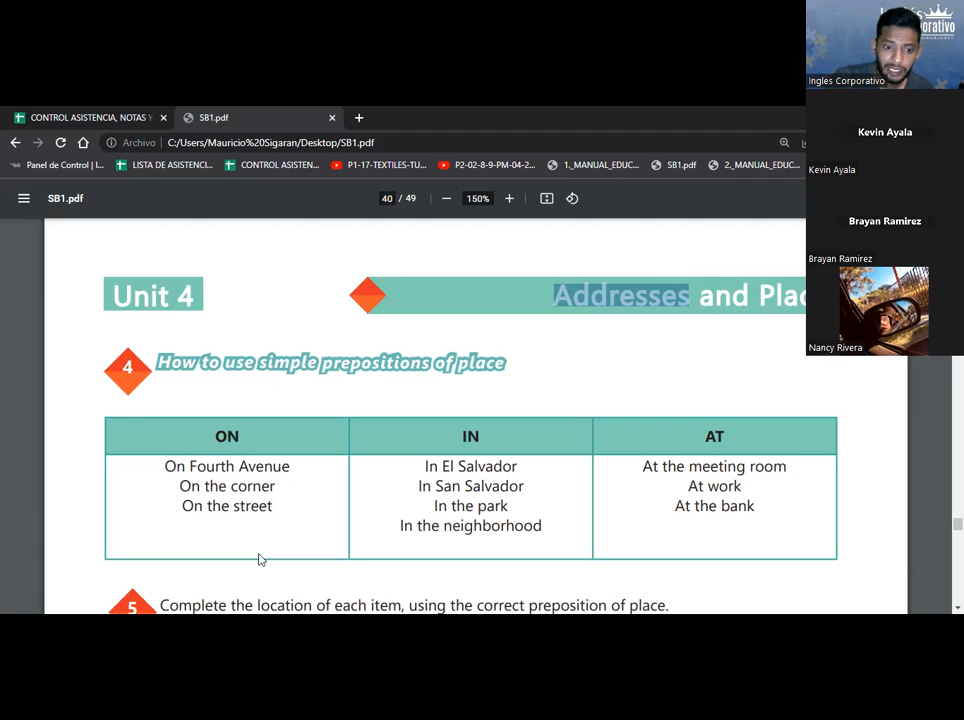 Ingles Corporativo
CONTROL ASISTENCIA, NOTAS Y
SB1.pdf
Kevin Ayala
Archivo
C:/Users/Mauricio%20Sigaran/Desktop/SB1.pdf
Panel de Control | I...
LISTA DE ASISTENCI...
CONTROL ASISTEN...
P1-17-TEXTILES-TU...
P2-02-8-9-PM-04-2...
1._MANUAL_EDUC...
SB1.pdf
2._MANUAL_EDUC...
Kevin Ayala
SB1.pdf
40 / 49
150%
Brayan Ramirez
Brayan Ramirez
Unit 4
Addresses and Plac
Nancy Rivera
4
How to use simple prepositions of place
ON
IN
AT
On Fourth Avenue
On the corner
On the street
In El Salvador
In San Salvador
In the park
In the neighborhood
At the meeting room
At work
At the bank
5
Complete the location of each item, using the correct preposition of place.